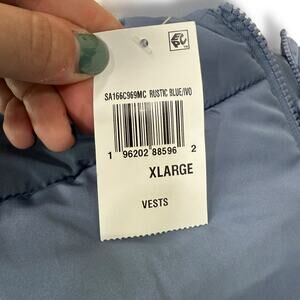 SA166C969MC RUSTIC BLUE/IVO
1 96202 88596 2
XLARGE
VESTS